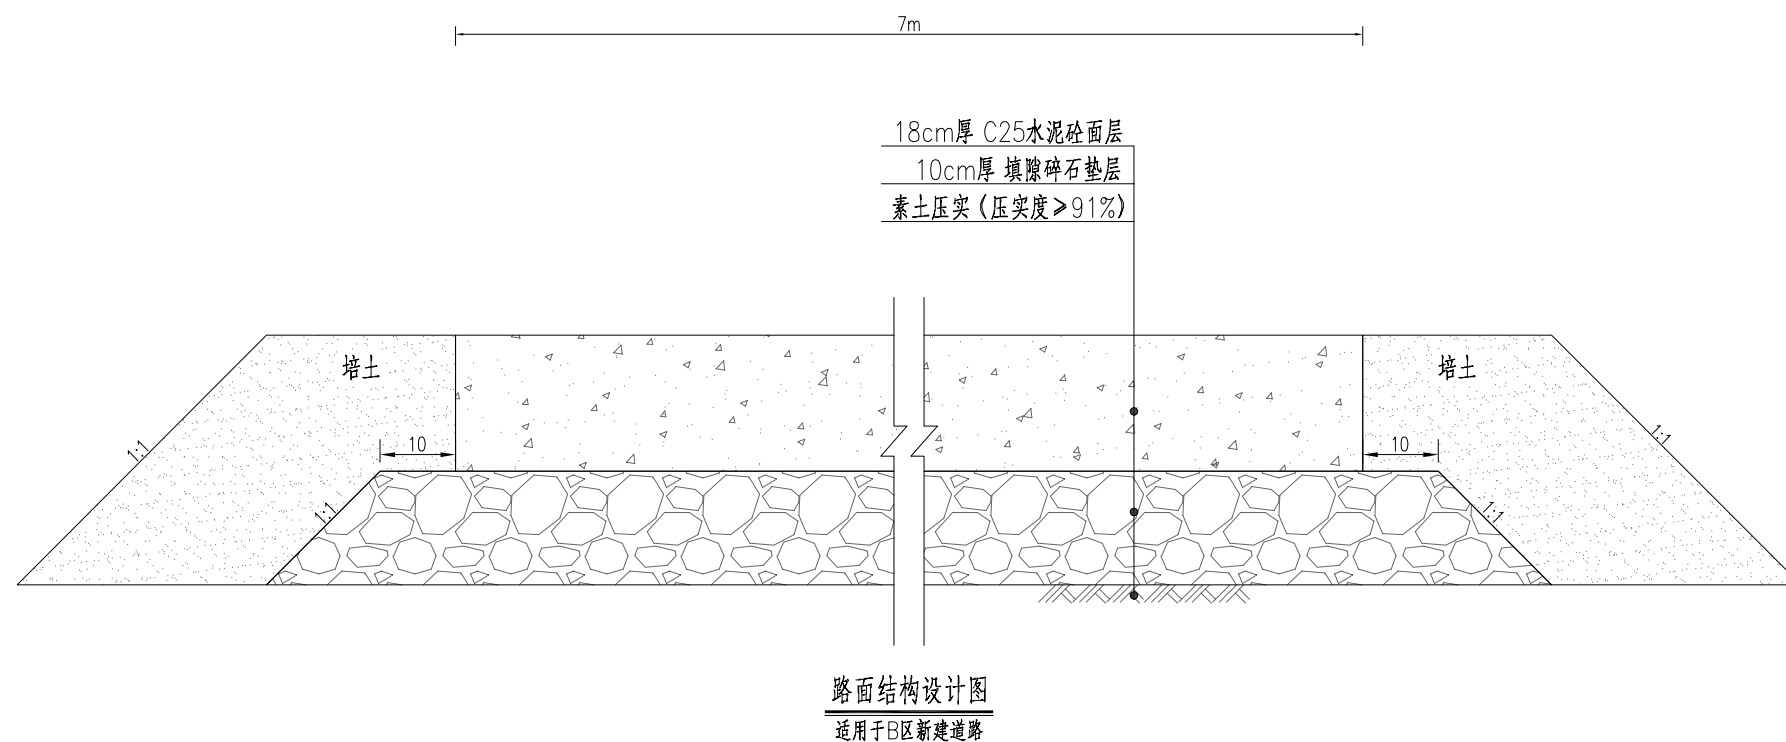 7m
18cm厚 C25水泥砼面层
10cm厚 填隙碎石垫层
素土压实（压实度≥91%）
培土
培土
1:1
10
10
1:1
1:1
1:1
路面结构设计图
适用于B区新建道路